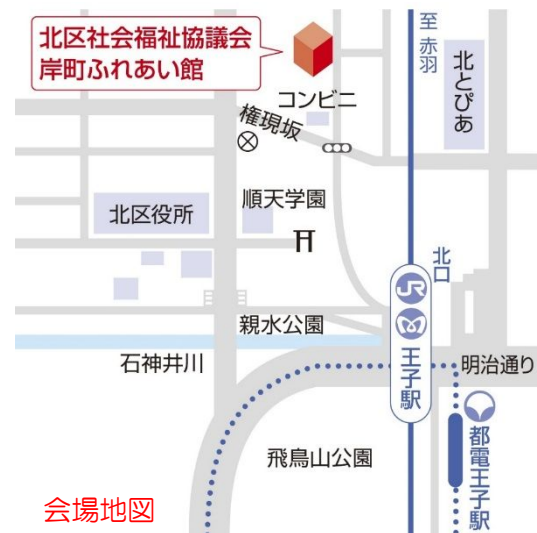 北区社会福祉協議会
岸町ふれあい館
至 赤羽
北とぴあ
コンビニ
権現坂
順天学園
北区役所
北口
JR
王子駅
親水公園
石神井川
明治通り
都電王子駅
飛鳥山公園
会場地図